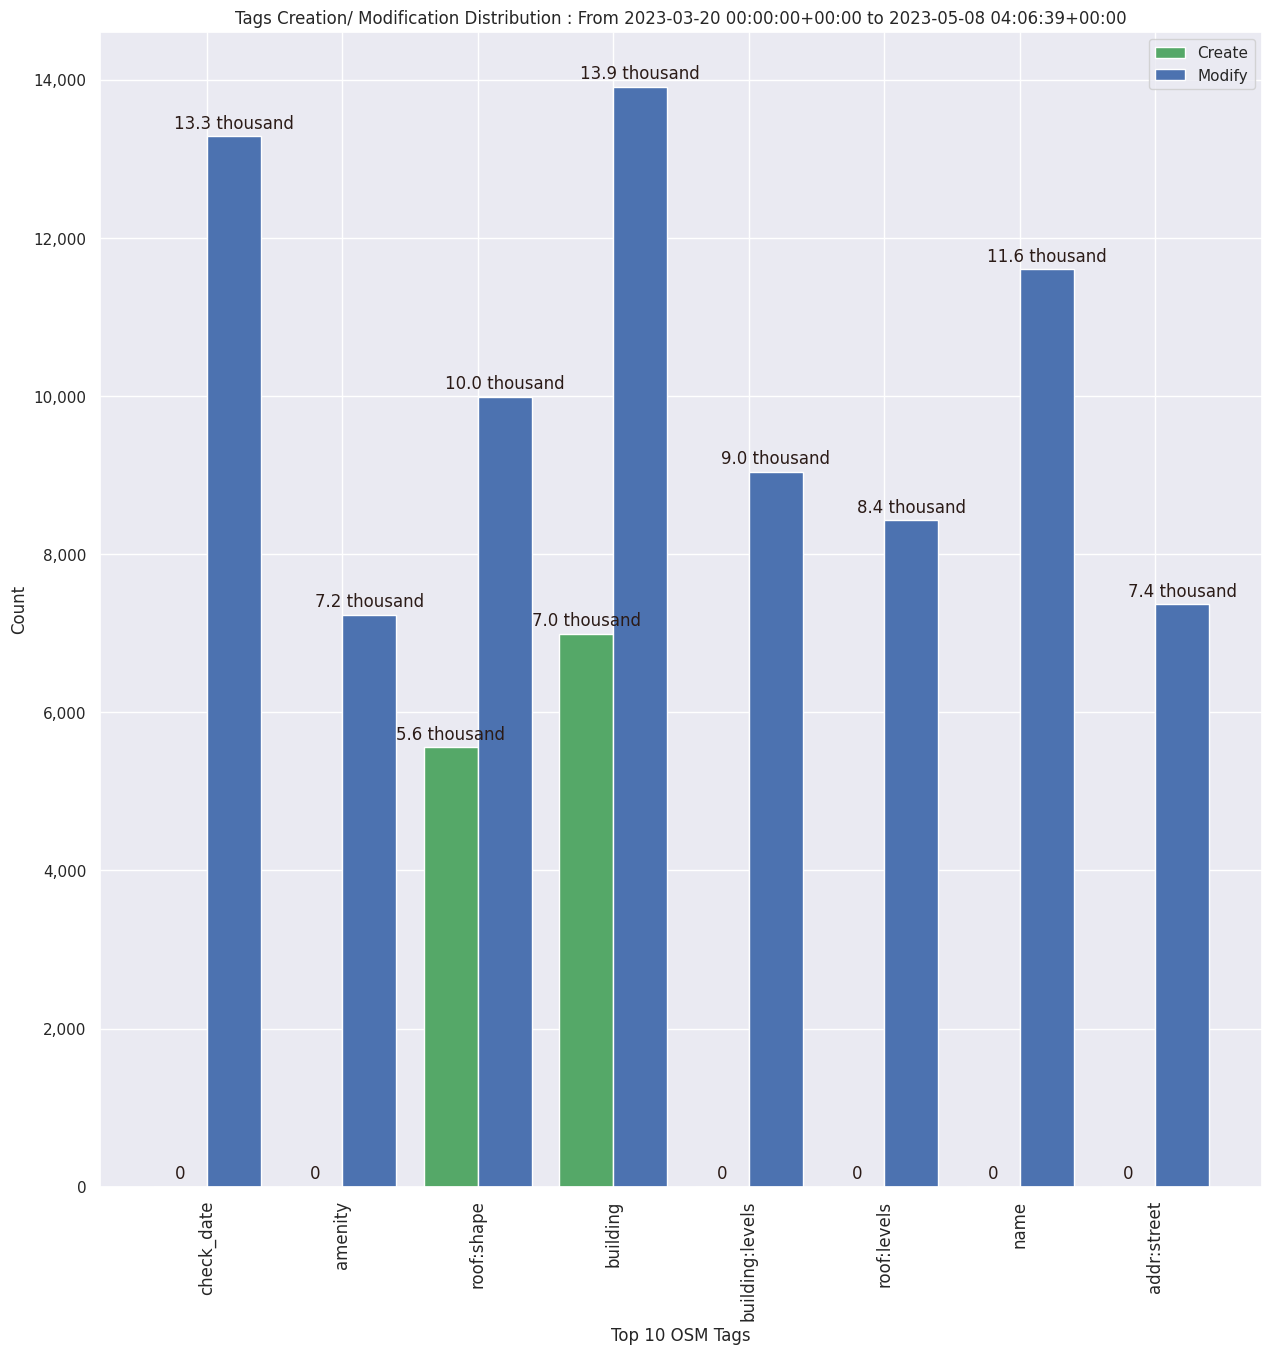 Tags Creation/ Modification Distribution : From 2023-03-20 00:00:00+00:00 to 2023-05-08 04:06:39+00:00
Create
Modify
14,000
12,000
10,000
8,000
6,000
4,000
2,000
0
Count
13.3 thousand
7.2 thousand
10.0 thousand
13.9 thousand
9.0 thousand
8.4 thousand
11.6 thousand
7.4 thousand
5.6 thousand
7.0 thousand
0
0
0
0
0
0
check_date
amenity
roof:shape
building
building:levels
roof:levels
name
addr:street
Top 10 OSM Tags